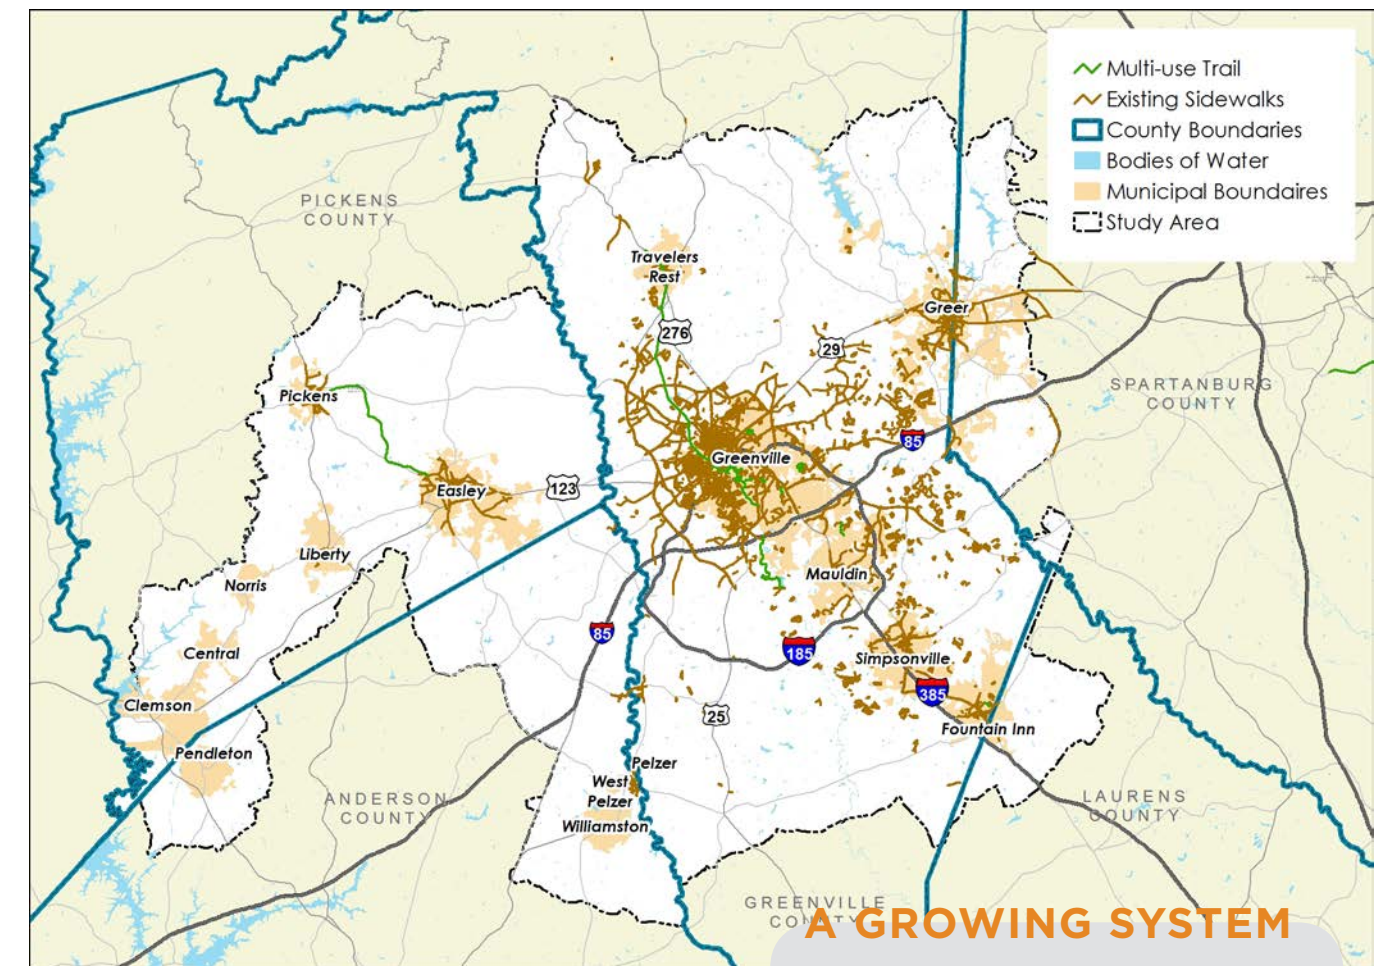 Multi-use Trail
Existing Sidewalks
County Boundaries
Bodies of Water
Municipal Boundaires
Study Area
PICKENS
COUNTY
Travelers
Rest
276
Greer
29
Pickens
SPARTANBURG
COUNTY
85
Greenville
Easley
123
Liberty
Norris
Mauldin
85
185
Central
Simpsonville
385
Clemson
25
Fountain Inn
Pendleton
Pelzer
West
Pelzer
Williamston
ANDERSON
COUNTY
LAURENS
COUNTY
GREENVILLE
COUNTY
A GROWING SYSTEM